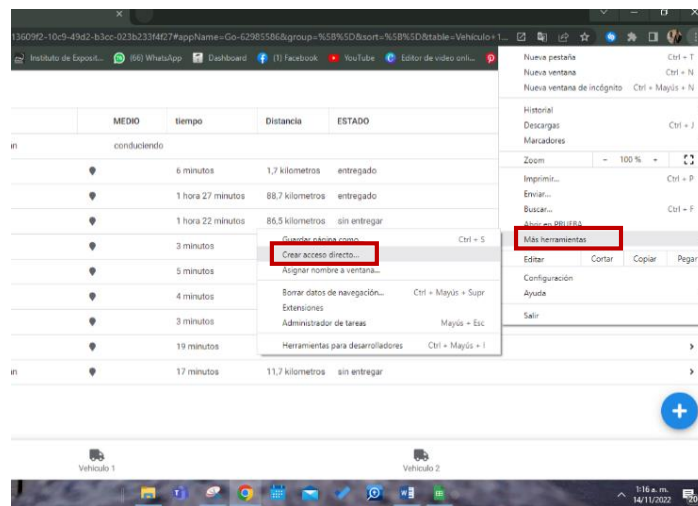 13609f2-10c9-49d2-b3cc-023b233f4f27#appName=Go-62985586&group=%5B%5D&sort=%5B%5D&table=Vehículo+1...
Instituto de Exposit...
(66) WhatsApp
Dashboard
(1) Facebook
YouTube
Editor de video onli...
MEDIO tiempo Distancia ESTADO
conduciendo
6 minutos 1,7 kilometros entregado
1 hora 27 minutos 88,7 kilometros entregado
1 hora 22 minutos 86,5 kilometros sin entregar
3 minutos
5 minutos
4 minutos
3 minutos
19 minutos
17 minutos 11,7 kilometros sin entregar
Nueva pestaña Ctrl + T
Nueva ventana Ctrl + N
Nueva ventana de incógnito Ctrl + Mayús + N
Historial
Descargas Ctrl + J
Marcadores
Zoom - 100 % +
Imprimir... Ctrl + P
Enviar...
Buscar... Ctrl + F
Abrir en PRUEBA
Más herramientas
Editar Cortar Copiar Pegar
Configuración
Ayuda
Salir
Guardar página como... Ctrl + S
Crear acceso directo...
Asignar nombre a ventana...
Borrar datos de navegación... Ctrl + Mayús + Supr
Extensiones
Administrador de tareas Mayús + Esc
Herramientas para desarrolladores Ctrl + Mayús + I
Vehiculo 1 Vehiculo 2
1:16 a. m.
14/11/2022